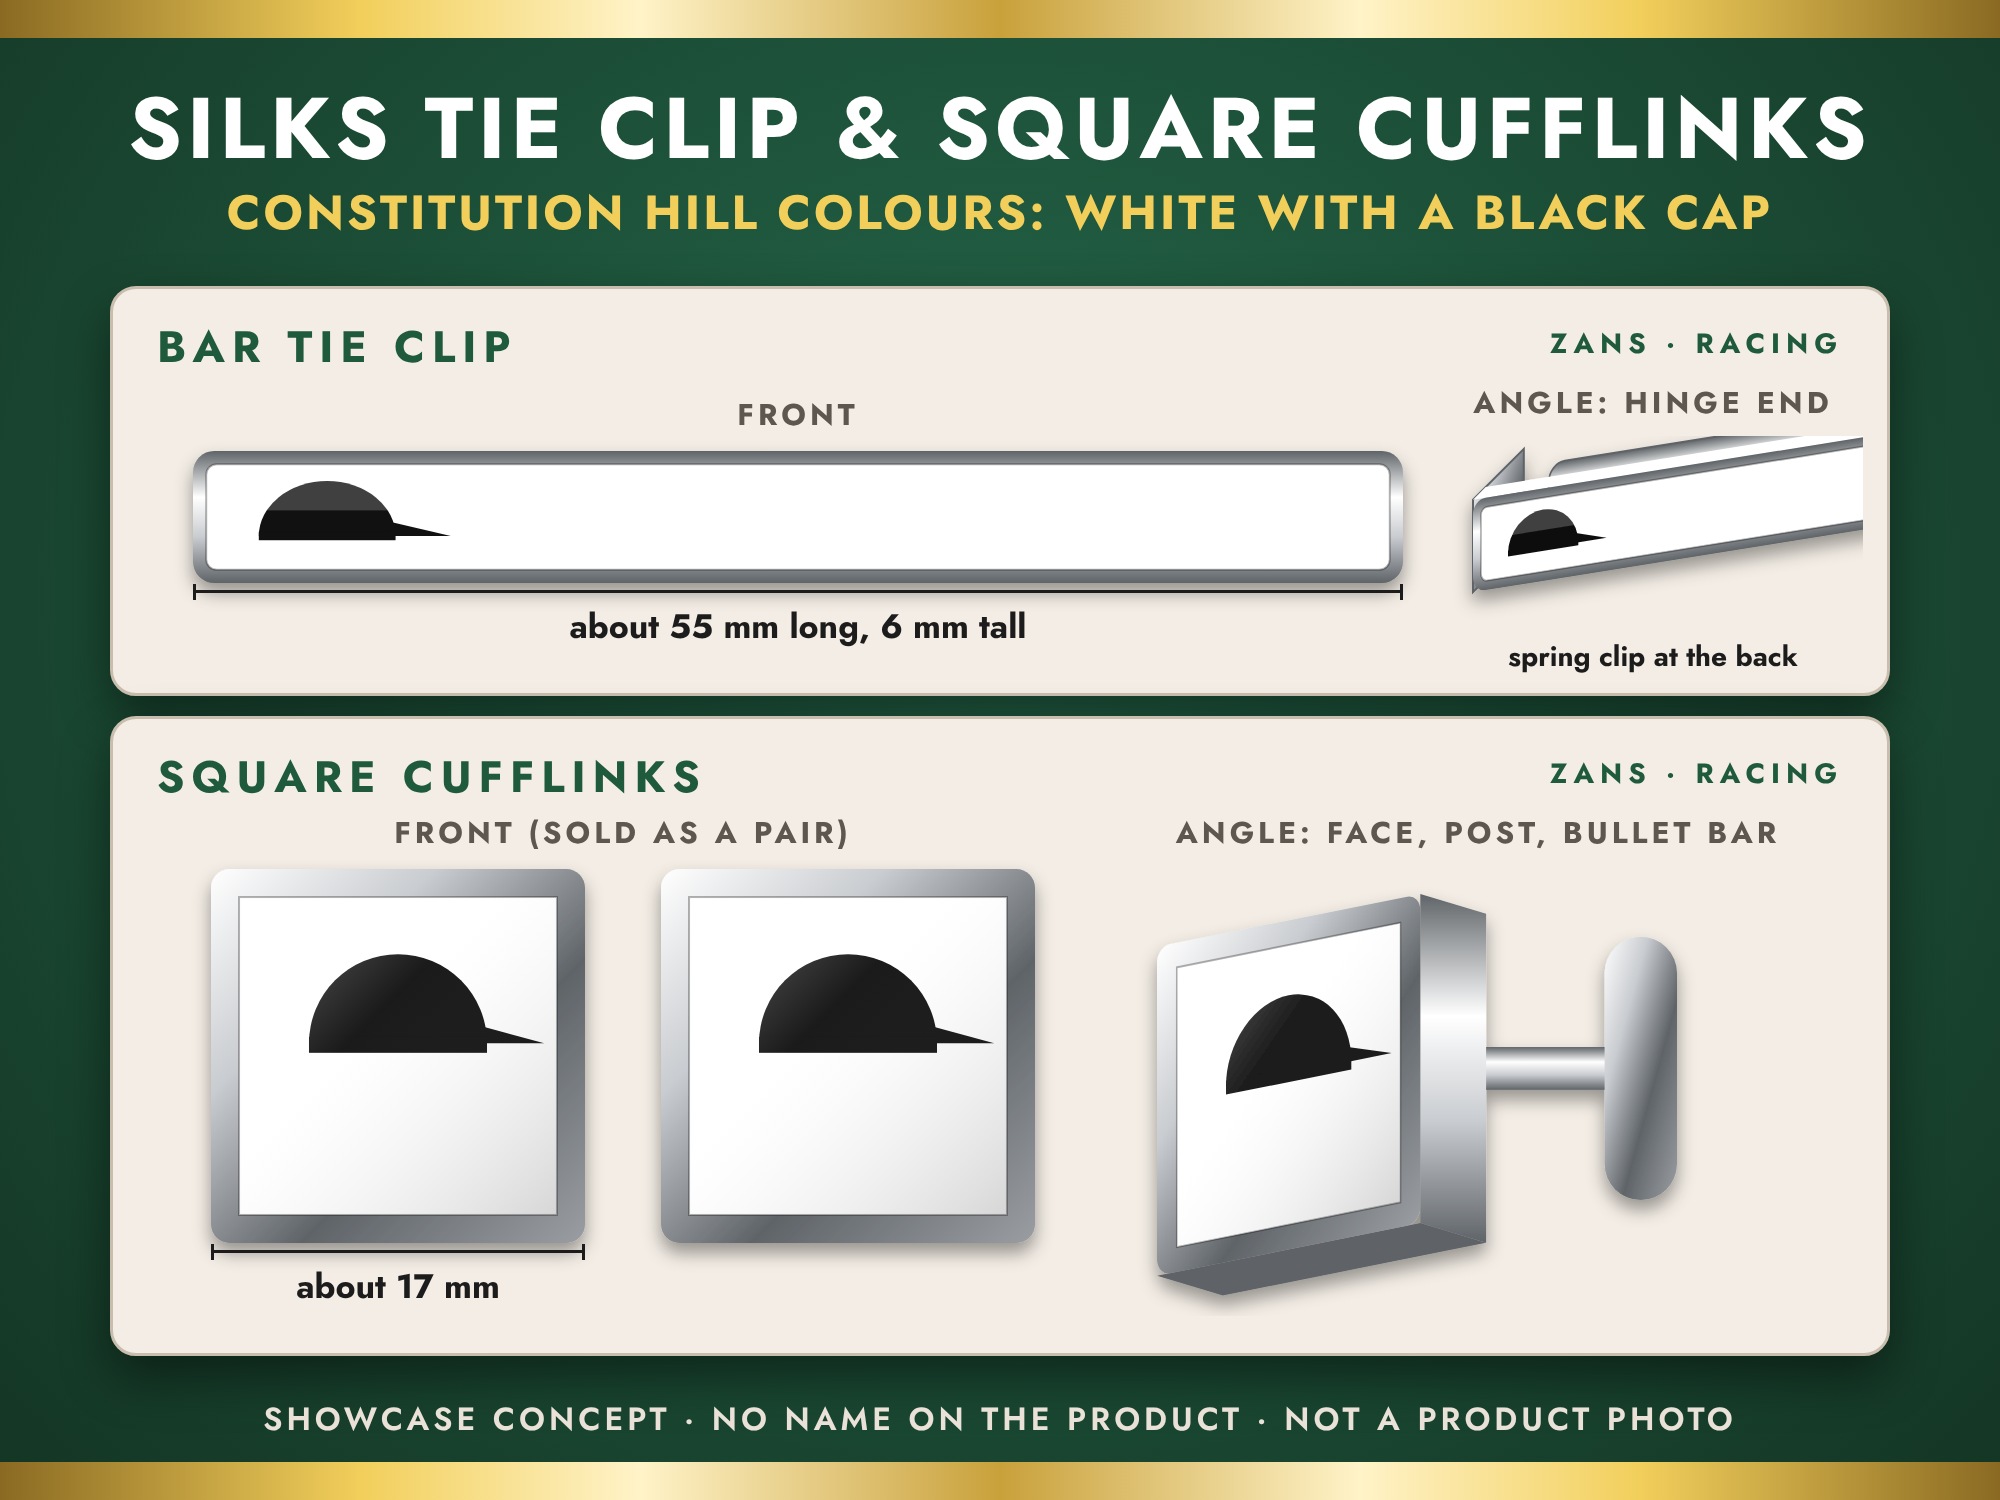 SILKS TIE CLIP & SQUARE CUFFLINKS
CONSTITUTION HILL COLOURS: WHITE WITH A BLACK CAP
BAR TIE CLIP
ZANS · RACING
FRONT
ANGLE: HINGE END
about 55 mm long, 6 mm tall
spring clip at the back
SQUARE CUFFLINKS
ZANS · RACING
FRONT (SOLD AS A PAIR)
ANGLE: FACE, POST, BULLET BAR
about 17 mm
SHOWCASE CONCEPT · NO NAME ON THE PRODUCT · NOT A PRODUCT PHOTO